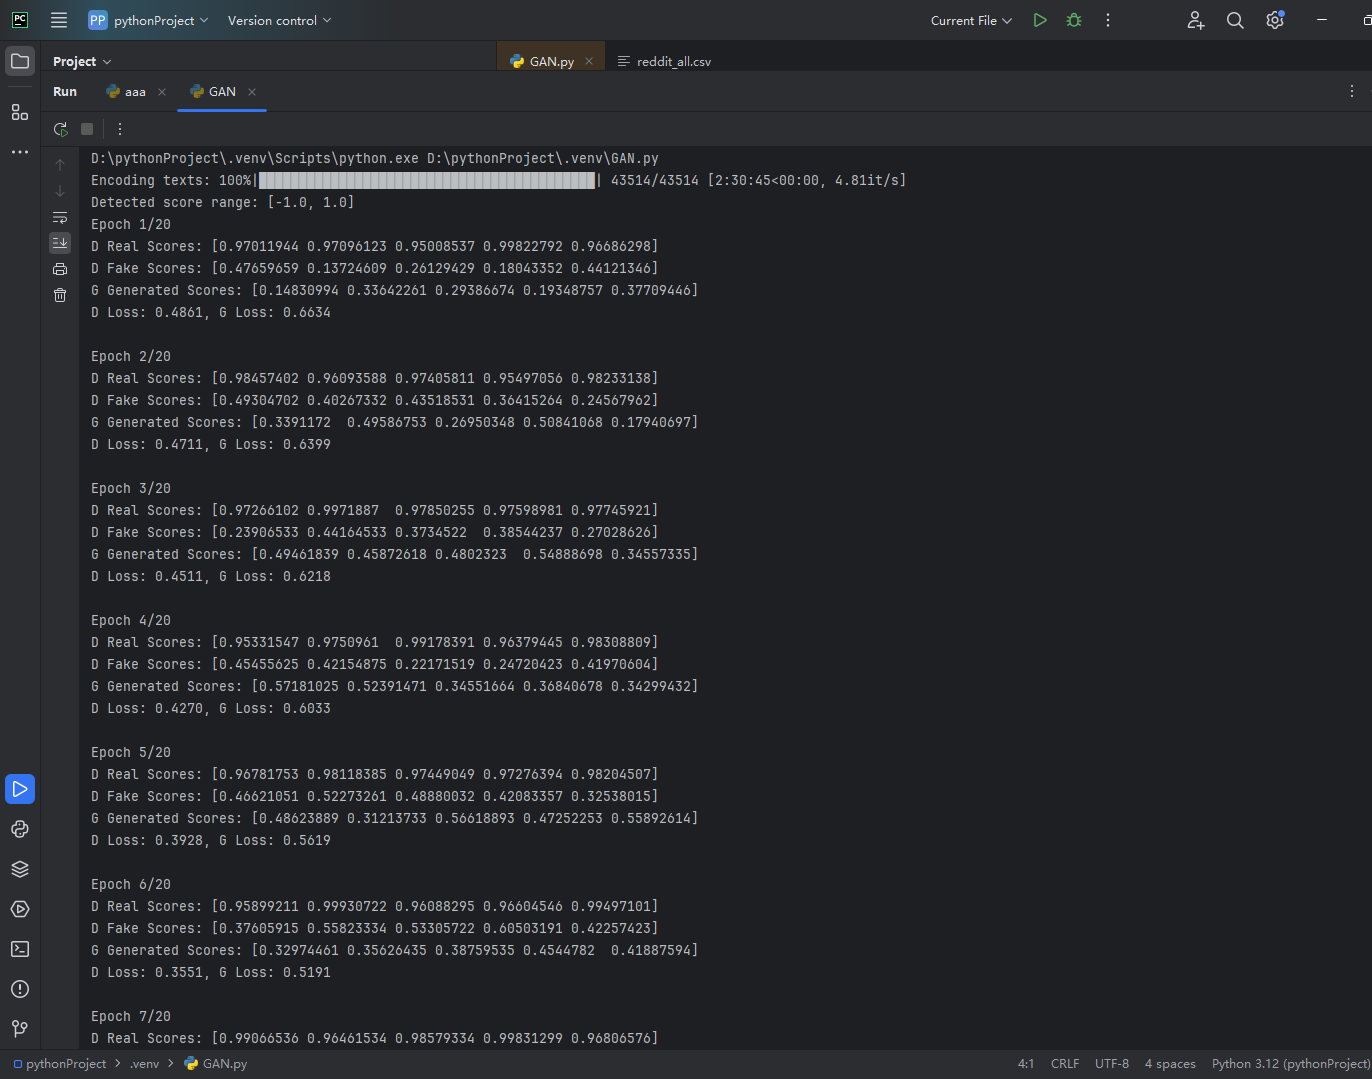 PC PP pythonProject Version control Current File
Project GAN.py reddit_all.csv
Run aaa GAN
D:\pythonProject\.venv\Scripts\python.exe D:\pythonProject\.venv\GAN.py
Encoding texts: 100%|██████████| 43514/43514 [2:30:45<00:00, 4.81it/s]
Detected score range: [-1.0, 1.0]
Epoch 1/20
D Real Scores: [0.97011944 0.97096123 0.95008537 0.99822792 0.96686298]
D Fake Scores: [0.47659659 0.13724609 0.26129429 0.18043352 0.44121346]
G Generated Scores: [0.14830994 0.33642261 0.29386674 0.19348757 0.37709446]
D Loss: 0.4861, G Loss: 0.6634
Epoch 2/20
D Real Scores: [0.98457402 0.96093588 0.97405811 0.95497056 0.98233138]
D Fake Scores: [0.49304702 0.40267332 0.43518531 0.36415264 0.24567962]
G Generated Scores: [0.3391172  0.49586753 0.26950348 0.50841068 0.17940697]
D Loss: 0.4711, G Loss: 0.6399
Epoch 3/20
D Real Scores: [0.97266102 0.9971887  0.97850255 0.97598981 0.97745921]
D Fake Scores: [0.23906533 0.44164533 0.3734522  0.38544237 0.27028626]
G Generated Scores: [0.49461839 0.45872618 0.4802323  0.54888698 0.34557335]
D Loss: 0.4511, G Loss: 0.6218
Epoch 4/20
D Real Scores: [0.95331547 0.9750961  0.99178391 0.96379445 0.98308809]
D Fake Scores: [0.45455625 0.42154875 0.22171519 0.24720423 0.41970604]
G Generated Scores: [0.57181025 0.52391471 0.34551664 0.36840678 0.34299432]
D Loss: 0.4270, G Loss: 0.6033
Epoch 5/20
D Real Scores: [0.96781753 0.98118385 0.97449049 0.97276394 0.98204507]
D Fake Scores: [0.46621051 0.52273261 0.48880032 0.42083357 0.32538015]
G Generated Scores: [0.48623889 0.31213733 0.56618893 0.47252253 0.55892614]
D Loss: 0.3928, G Loss: 0.5619
Epoch 6/20
D Real Scores: [0.95899211 0.99930722 0.96088295 0.96604546 0.99497101]
D Fake Scores: [0.37605915 0.55823334 0.53305722 0.60503191 0.42257423]
G Generated Scores: [0.32974461 0.35626435 0.38759535 0.4544782  0.41887594]
D Loss: 0.3551, G Loss: 0.5191
Epoch 7/20
D Real Scores: [0.99066536 0.96461534 0.98579334 0.99831299 0.96806576]
pythonProject > .venv > GAN.py 4:1 CRLF UTF-8 4 spaces Python 3.12 (pythonProject)